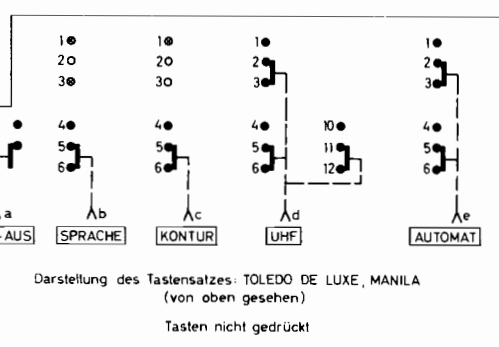 1 1 1 1
2 2 2 2
3 3 3 3
4 4 4 10 4
5 5 5 11 5
6 6 6 12 6
a b c d e
AUS SPRACHE KONTUR UHF AUTOMAT
Darstellung des Tastensatzes: TOLEDO DE LUXE, MANILA
(von oben gesehen)
Tasten nicht gedrückt